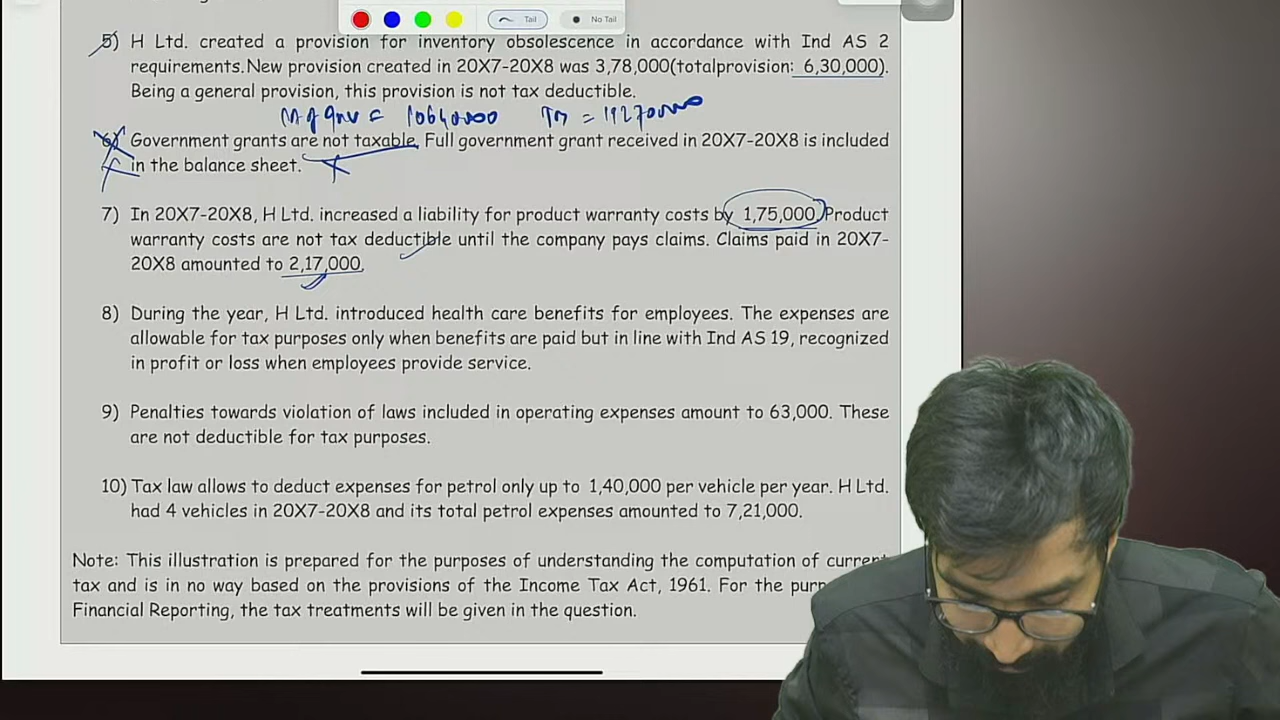 Tail
No Tail
5) H Ltd. created a provision for inventory obsolescence in accordance with Ind AS 2
requirements.New provision created in 20X7-20X8 was 3,78,000(totalprovision: 6,30,000).
Being a general provision, this provision is not tax deductible.
6) Government grants are not taxable. Full government grant received in 20X7-20X8 is included
in the balance sheet.
7) In 20X7-20X8, H Ltd. increased a liability for product warranty costs by 1,75,000 Product
warranty costs are not tax deductible until the company pays claims. Claims paid in 20X7-
20X8 amounted to 2,17,000.
8) During the year, H Ltd. introduced health care benefits for employees. The expenses are
allowable for tax purposes only when benefits are paid but in line with Ind AS 19, recognized
in profit or loss when employees provide service.
9) Penalties towards violation of laws included in operating expenses amount to 63,000. These
are not deductible for tax purposes.
10) Tax law allows to deduct expenses for petrol only up to 1,40,000 per vehicle per year. H Ltd.
had 4 vehicles in 20X7-20X8 and its total petrol expenses amounted to 7,21,000.
Note: This illustration is prepared for the purposes of understanding the computation of current
tax and is in no way based on the provisions of the Income Tax Act, 1961. For the
Financial Reporting, the tax treatments will be given in the question.